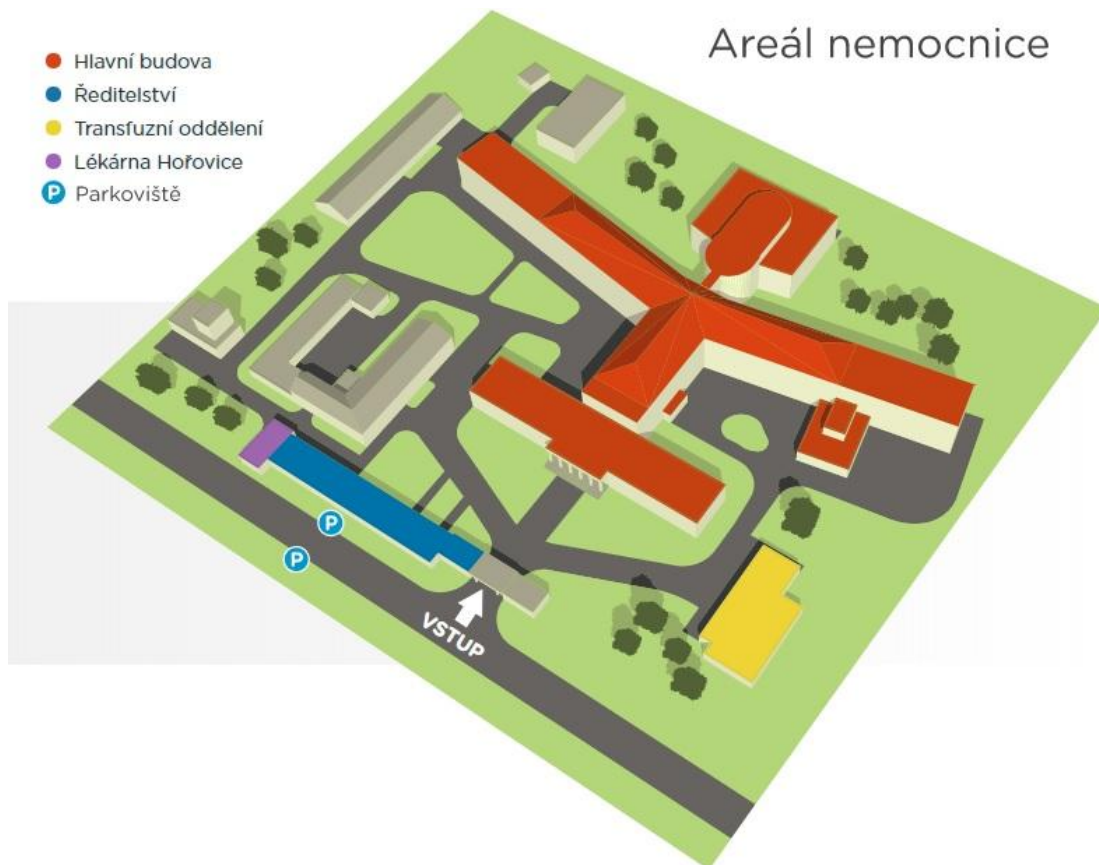 Areál nemocnice
Hlavní budova
Ředitelství
Transfuzní oddělení
Lékárna Hořovice
P Parkoviště
P
P
VSTUP